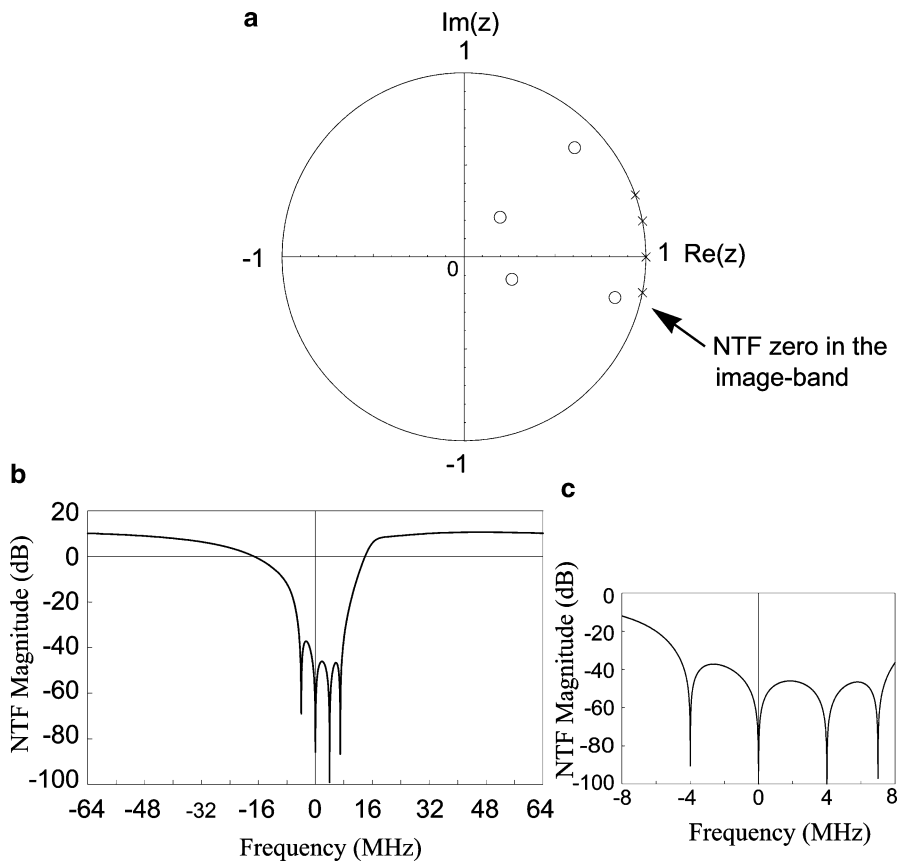 a
Im(z)
1
-1
0
1 Re(z)
NTF zero in the
image-band
-1
b
NTF Magnitude (dB)
20
0
-20
-40
-60
-80
-100
-64 -48 -32 -16 0 16 32 48 64
Frequency (MHz)
c
NTF Magnitude (dB)
0
-20
-40
-60
-80
-100
-8 -4 0 4 8
Frequency (MHz)